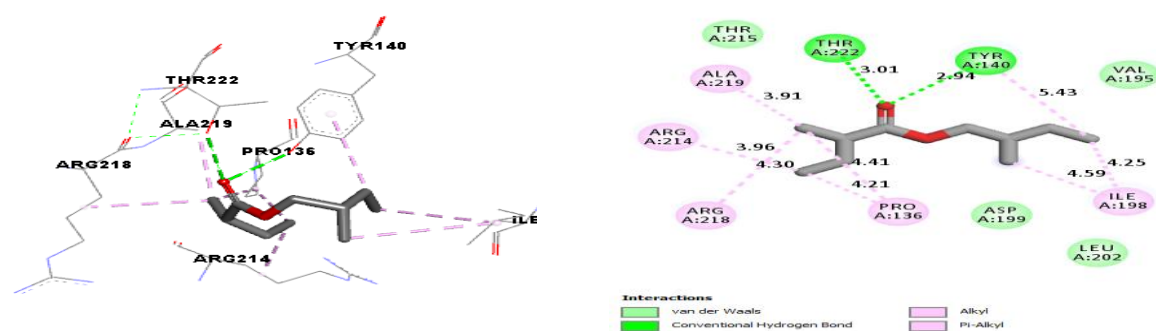 TYR140
THR222
ALA219
PRO136
ARG218
ILE
ARG214
THR
A:215
THR
A:222
TYR
A:140
VAL
A:195
ALA
A:219
3.01
2.94
5.43
3.91
ARG
A:214
3.96
4.30
4.41
4.21
4.25
4.59
ARG
A:218
PRO
A:136
ASP
A:199
ILE
A:198
LEU
A:202
Interactions
van der Waals
Conventional Hydrogen Bond
Alkyl
Pi-Alkyl